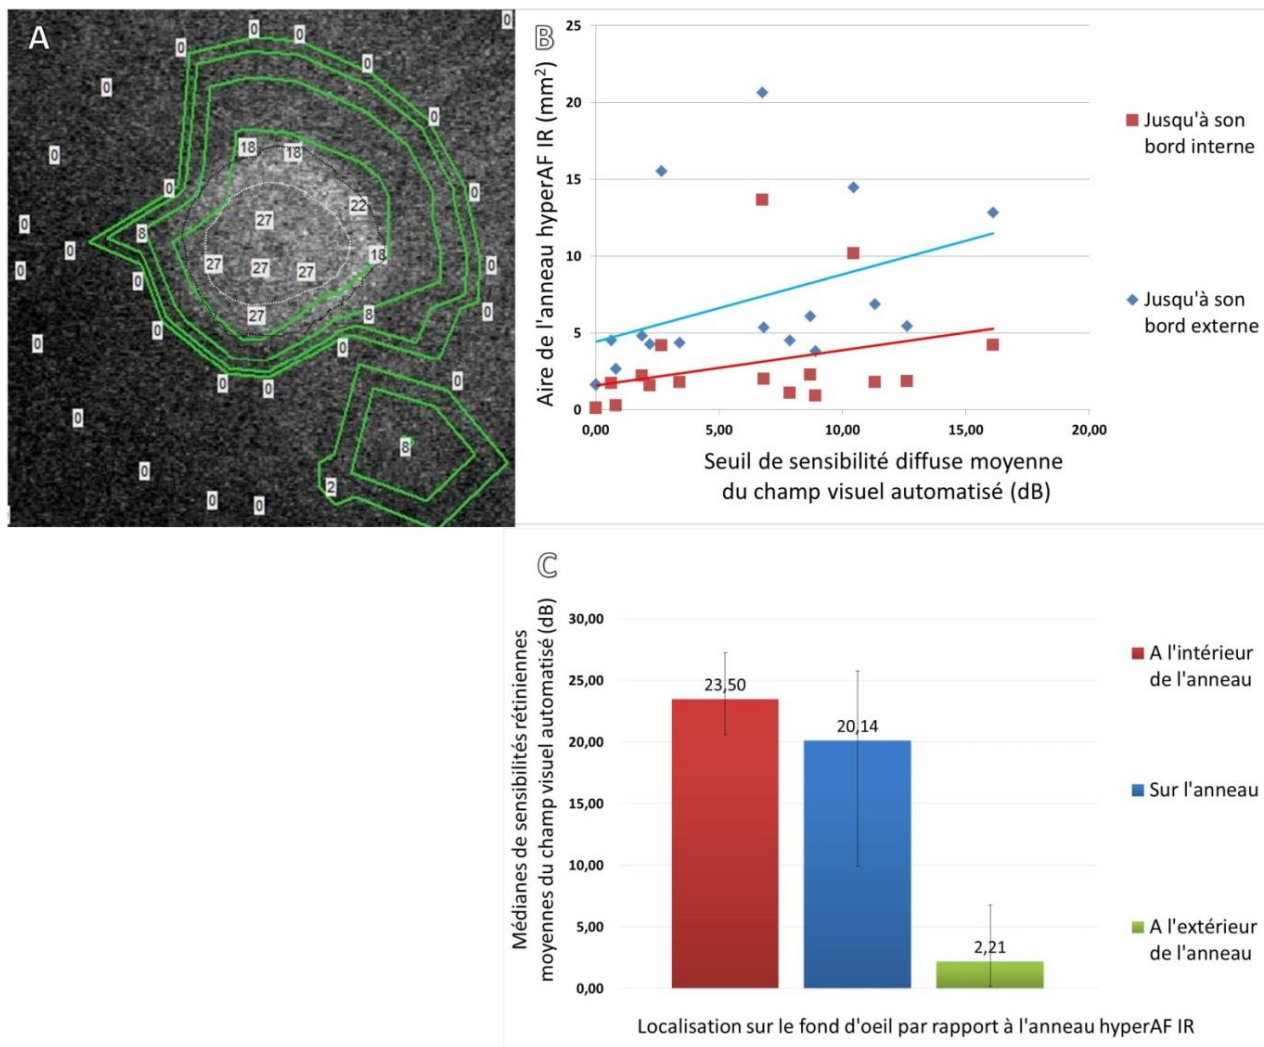 A
0 0 0 0
0
0 0
0
18 18
0 0
22
27
0 8
0 18
27 27 27 0
0 0
27 8 0
0
0 0
0 0 0
0
8
0
2
0 0
B
25
20
15
10
5
0
0,00 5,00 10,00 15,00 20,00
Aire de l'anneau hyperAF IR (mm²)
Seuil de sensibilité diffuse moyenne
du champ visuel automatisé (dB)
Jusqu'à son
bord interne
Jusqu'à son
bord externe
C
Médianes de sensibilités rétiniennes
moyennes du champ visuel automatisé (dB)
30,00
25,00
20,00
15,00
10,00
5,00
0,00
23,50
20,14
2,21
A l'intérieur
de l'anneau
Sur l'anneau
A l'extérieur
de l'anneau
Localisation sur le fond d'oeil par rapport à l'anneau hyperAF IR